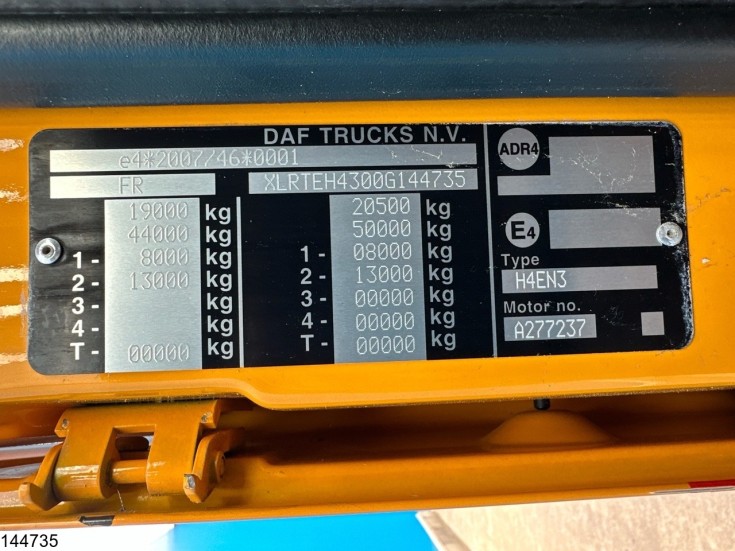 DAF TRUCKS N.V.
e4*2007/46*0001
FR XLRTEH4300G144735
19000 kg 20500 kg
44000 kg 50000 kg
1- 8000 kg 1- 08000 kg
2- 13000 kg 2- 13000 kg
3- kg 3- 00000 kg
4- kg 4- 00000 kg
T- 00000 kg T- 00000 kg
ADR4
E4
Type
H4EN3
Motor no.
A277237
144735